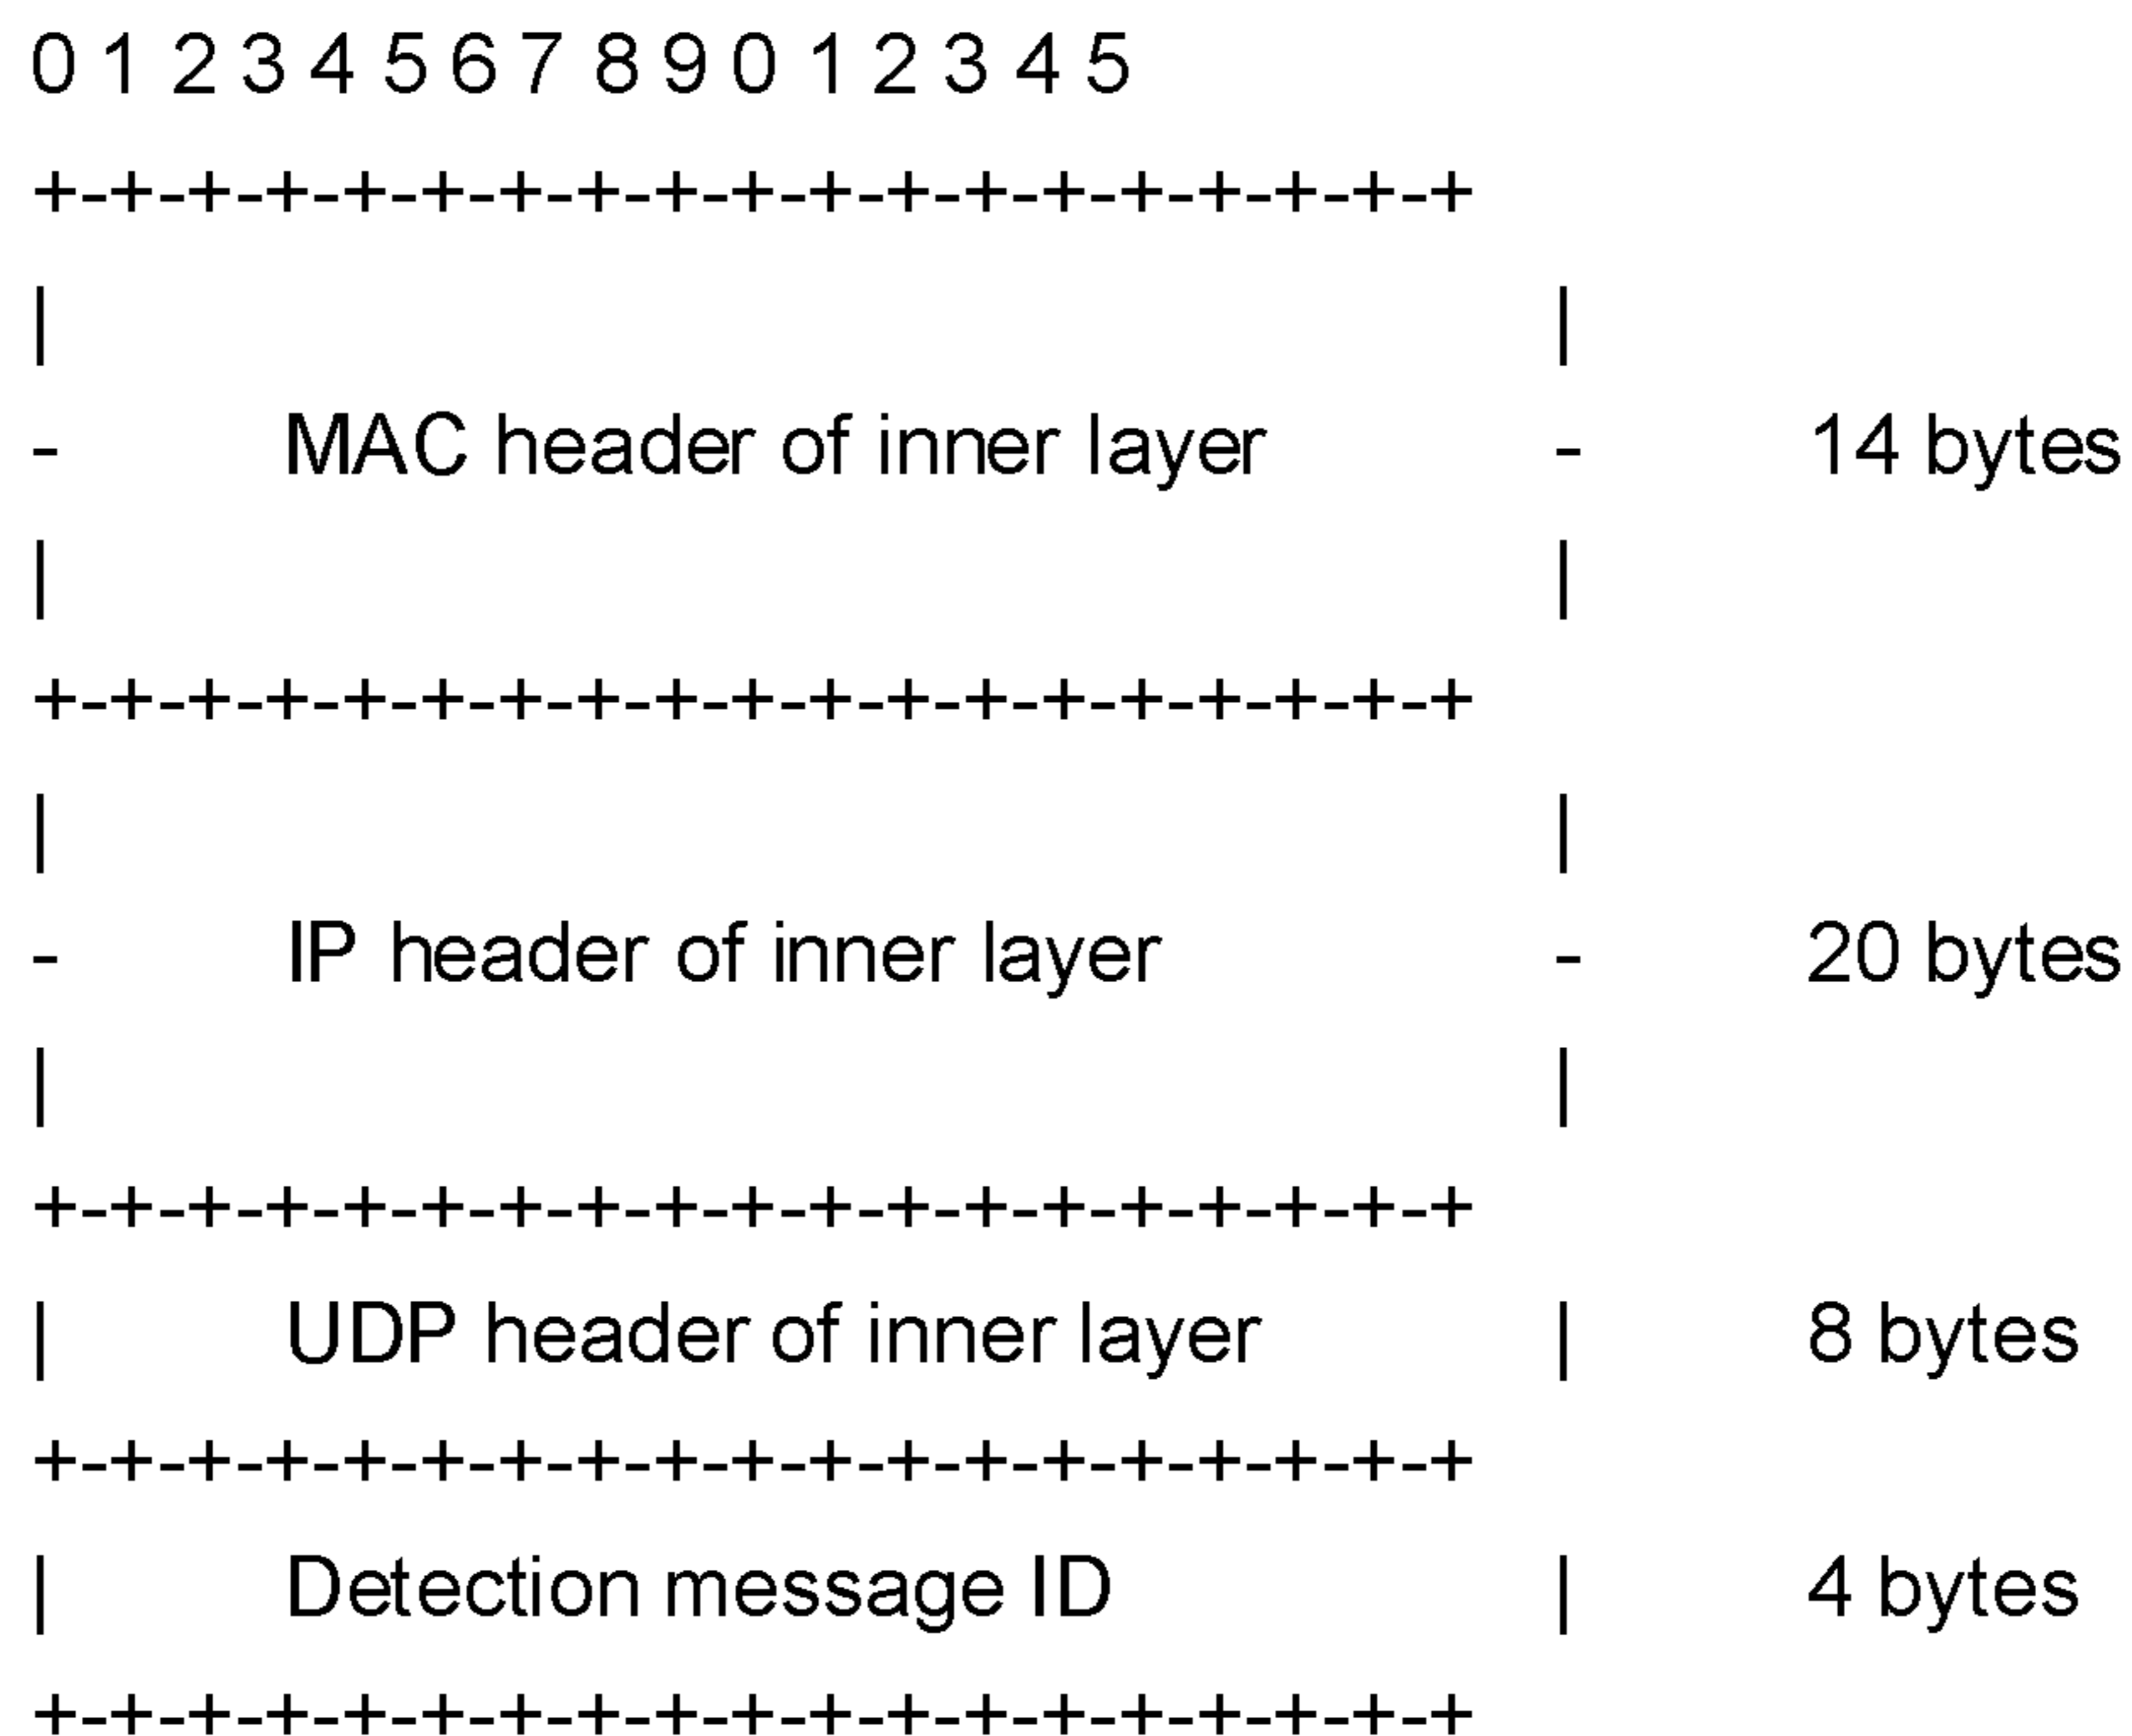 0 1 2 3 4 5 6 7 8 9 0 1 2 3 4 5
+-+-+-+-+-+-+-+-+-+-+-+-+-+-+-+-+-+-+-+
| |
- MAC header of inner layer - 14 bytes
| |
+-+-+-+-+-+-+-+-+-+-+-+-+-+-+-+-+-+-+-+
| |
- IP header of inner layer - 20 bytes
| |
+-+-+-+-+-+-+-+-+-+-+-+-+-+-+-+-+-+-+-+
| UDP header of inner layer | 8 bytes
+-+-+-+-+-+-+-+-+-+-+-+-+-+-+-+-+-+-+-+
| Detection message ID | 4 bytes
+-+-+-+-+-+-+-+-+-+-+-+-+-+-+-+-+-+-+-+